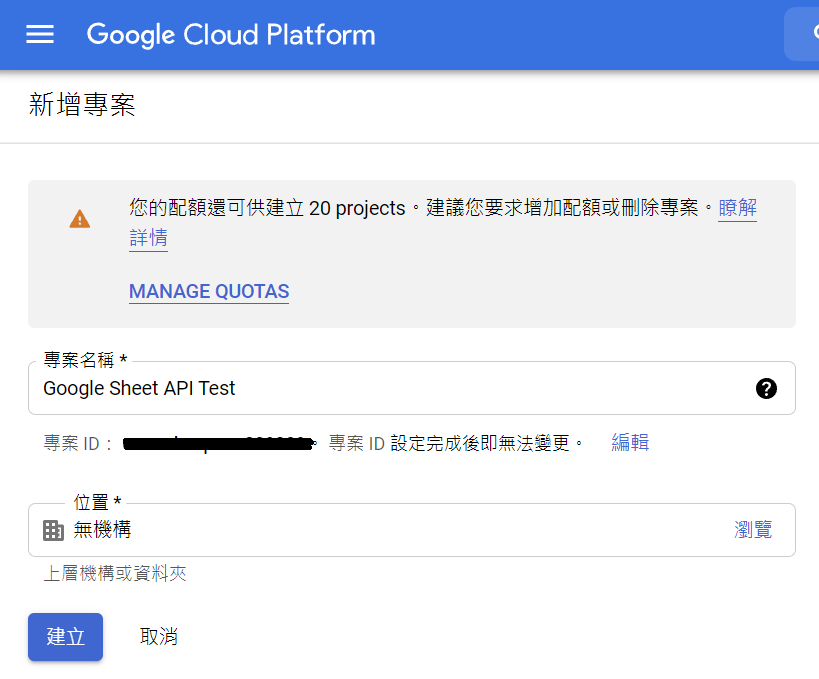 Google Cloud Platform
新增專案
您的配額還可供建立 20 projects。建議您要求增加配額或刪除專案。瞭解
詳情
MANAGE QUOTAS
專案名稱 *
Google Sheet API Test
專案 ID： 。專案 ID 設定完成後即無法變更。 編輯
位置 *
無機構 瀏覽
上層機構或資料夾
建立 取消